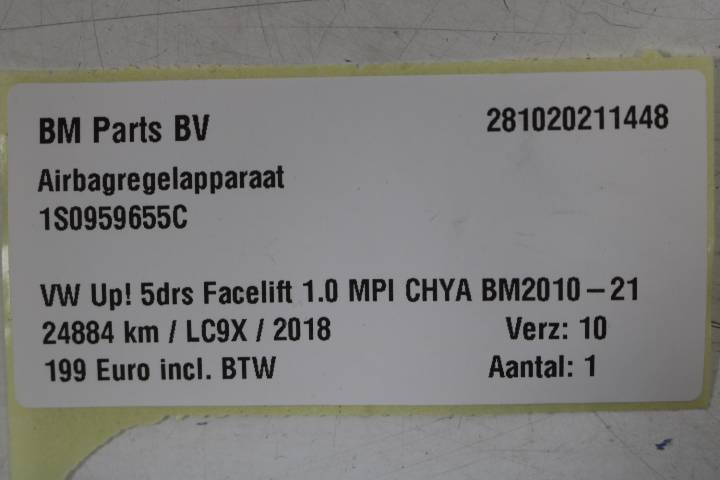 BM Parts BV 281020211448
Airbagregelapparaat
1S0959655C
VW Up! 5drs Facelift 1.0 MPI CHYA BM2010-21
24884 km / LC9X / 2018 Verz: 10
199 Euro incl. BTW Aantal: 1